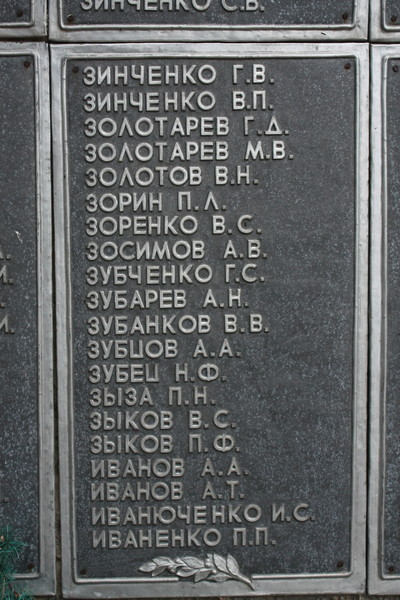 ЗИНЧЕНКО С.В.
ЗИНЧЕНКО Г.В.
ЗИНЧЕНКО В.П.
ЗОЛОТАРЕВ Г.Д.
ЗОЛОТАРЕВ М.В.
ЗОЛОТОВ В.Н.
ЗОРИН П.Л.
ЗОРЕНКО В.С.
ЗОСИМОВ А.В.
ЗУБЧЕНКО Г.С.
ЗУБАРЕВ А.Н.
ЗУБАНКОВ В.В.
ЗУБЦОВ А.А.
ЗУБЕЦ Н.Ф.
ЗЫЗА П.Н.
ЗЫКОВ В.С.
ЗЫКОВ П.Ф.
ИВАНОВ А.А.
ИВАНОВ А.Т.
ИВАНЮЧЕНКО И.С.
ИВАНЕНКО П.П.